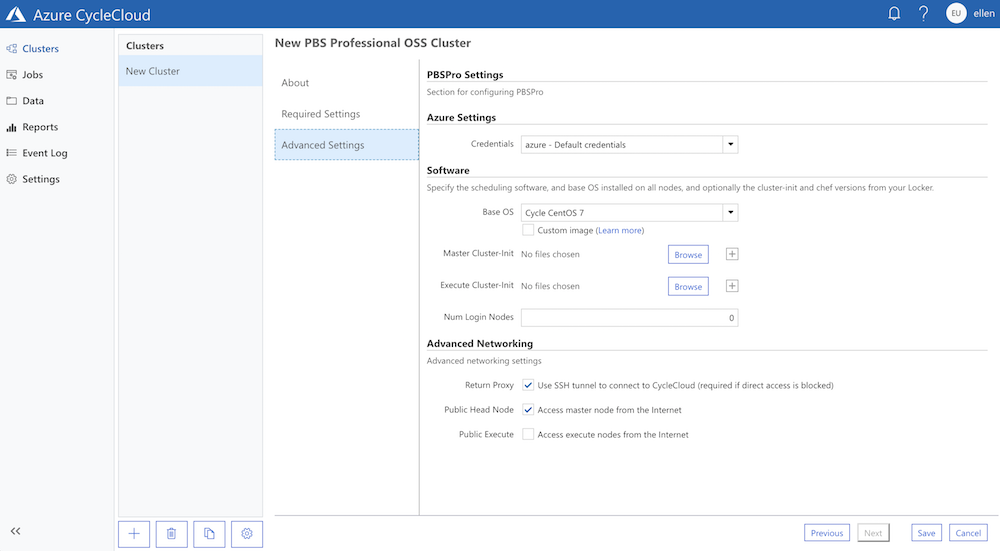 Azure CycleCloud
EU ellen
Clusters
Jobs
Data
Reports
Event Log
Settings
Clusters
New Cluster
New PBS Professional OSS Cluster
About
Required Settings
Advanced Settings
PBSPro Settings
Section for configuring PBSPro
Azure Settings
Credentials azure - Default credentials
Software
Specify the scheduling software, and base OS installed on all nodes, and optionally the cluster-init and chef versions from your Locker.
Base OS Cycle CentOS 7
Custom image (Learn more)
Master Cluster-Init No files chosen Browse
Execute Cluster-Init No files chosen Browse
Num Login Nodes 0
Advanced Networking
Advanced networking settings
Return Proxy Use SSH tunnel to connect to CycleCloud (required if direct access is blocked)
Public Head Node Access master node from the Internet
Public Execute Access execute nodes from the Internet
Previous Next Save Cancel